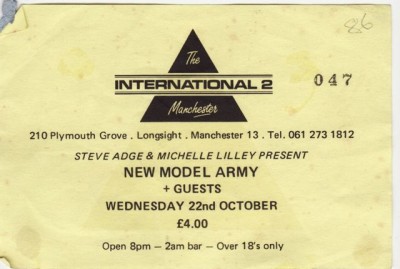 86
The
INTERNATIONAL 2
047
Manchester
210 Plymouth Grove . Longsight . Manchester 13 . Tel. 061 273 1812
STEVE ADGE & MICHELLE LILLEY PRESENT
NEW MODEL ARMY
+ GUESTS
WEDNESDAY 22nd OCTOBER
£4.00
Open 8pm – 2am bar – Over 18's only